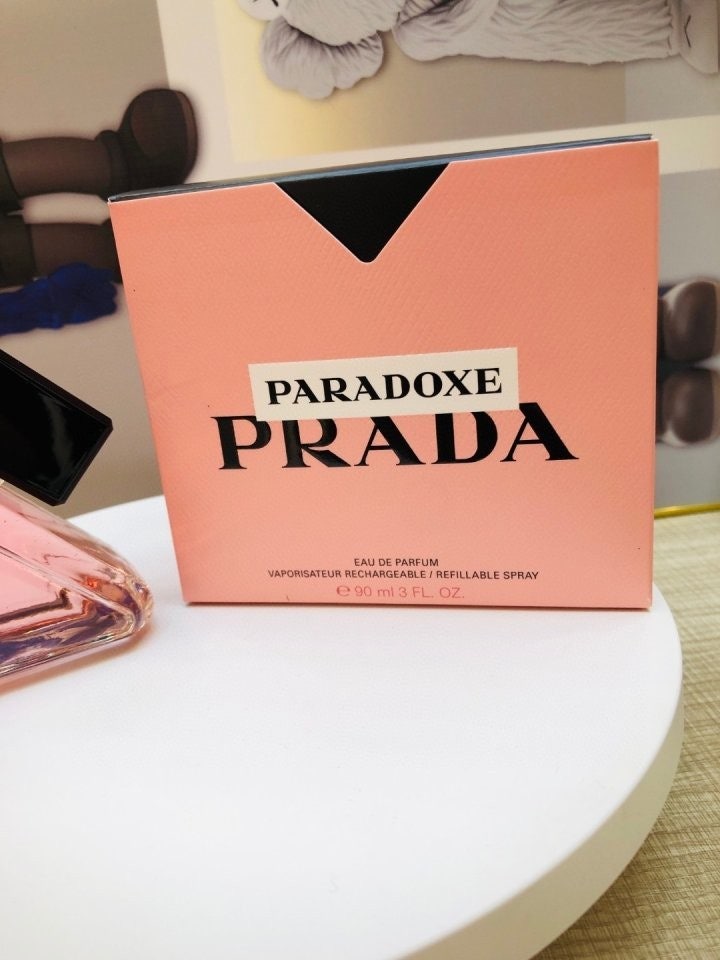 PARADOXE
PRADA
EAU DE PARFUM
VAPORISATEUR RECHARGEABLE / REFILLABLE SPRAY
℮ 90 ml 3 FL. OZ.